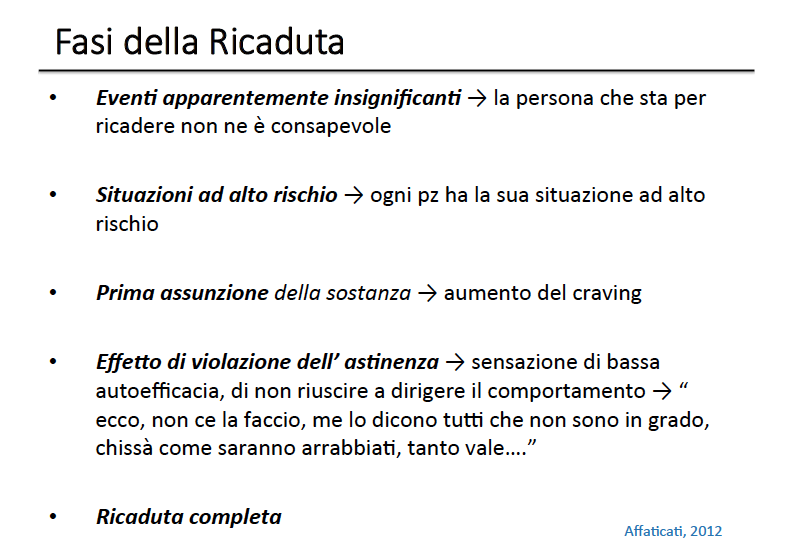 Fasi della Ricaduta
• Eventi apparentemente insignificanti → la persona che sta per
ricadere non ne è consapevole
• Situazioni ad alto rischio → ogni pz ha la sua situazione ad alto
rischio
• Prima assunzione della sostanza → aumento del craving
• Effetto di violazione dell’ astinenza → sensazione di bassa
autoefficacia, di non riuscire a dirigere il comportamento → “
ecco, non ce la faccio, me lo dicono tutti che non sono in grado,
chissà come saranno arrabbiati, tanto vale….”
• Ricaduta completa
Affaticati, 2012